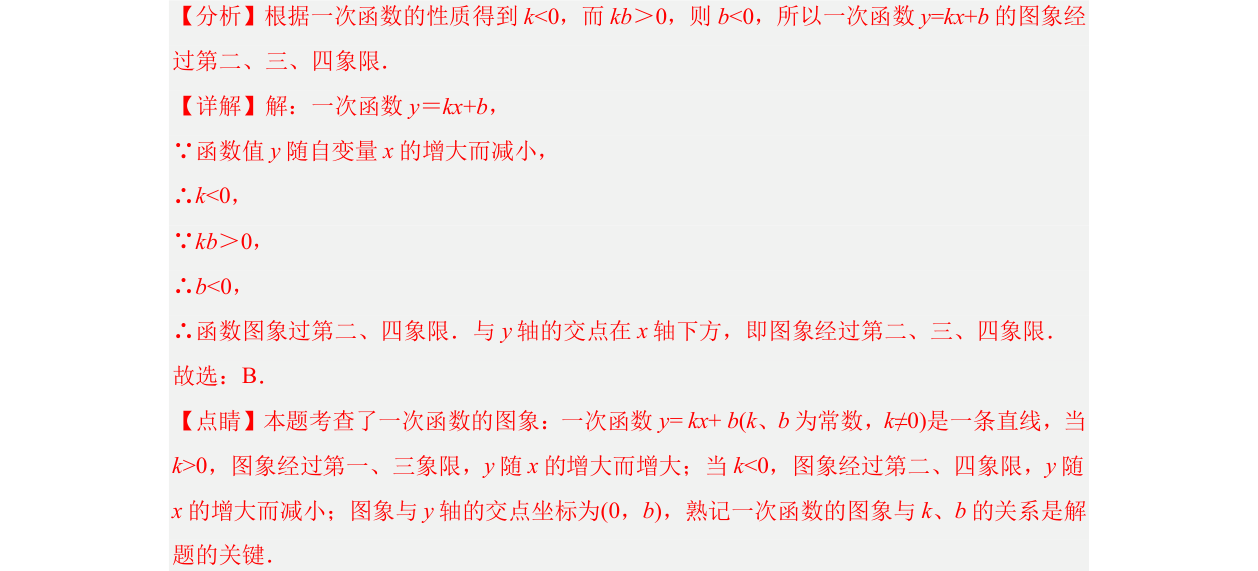 【分析】根据一次函数的性质得到 k<0，而 kb＞0，则 b<0，所以一次函数 y=kx+b 的图象经
过第二、三、四象限．
【详解】解：一次函数 y＝kx+b，
∵函数值 y 随自变量 x 的增大而减小，
∴k<0，
∵kb＞0，
∴b<0，
∴函数图象过第二、四象限．与 y 轴的交点在 x 轴下方，即图象经过第二、三、四象限．
故选：B．
【点睛】本题考查了一次函数的图象：一次函数 y= kx+ b(k、b 为常数，k≠0)是一条直线，当
k>0，图象经过第一、三象限，y 随 x 的增大而增大；当 k<0，图象经过第二、四象限，y 随
x 的增大而减小；图象与 y 轴的交点坐标为(0，b)，熟记一次函数的图象与 k、b 的关系是解
题的关键．